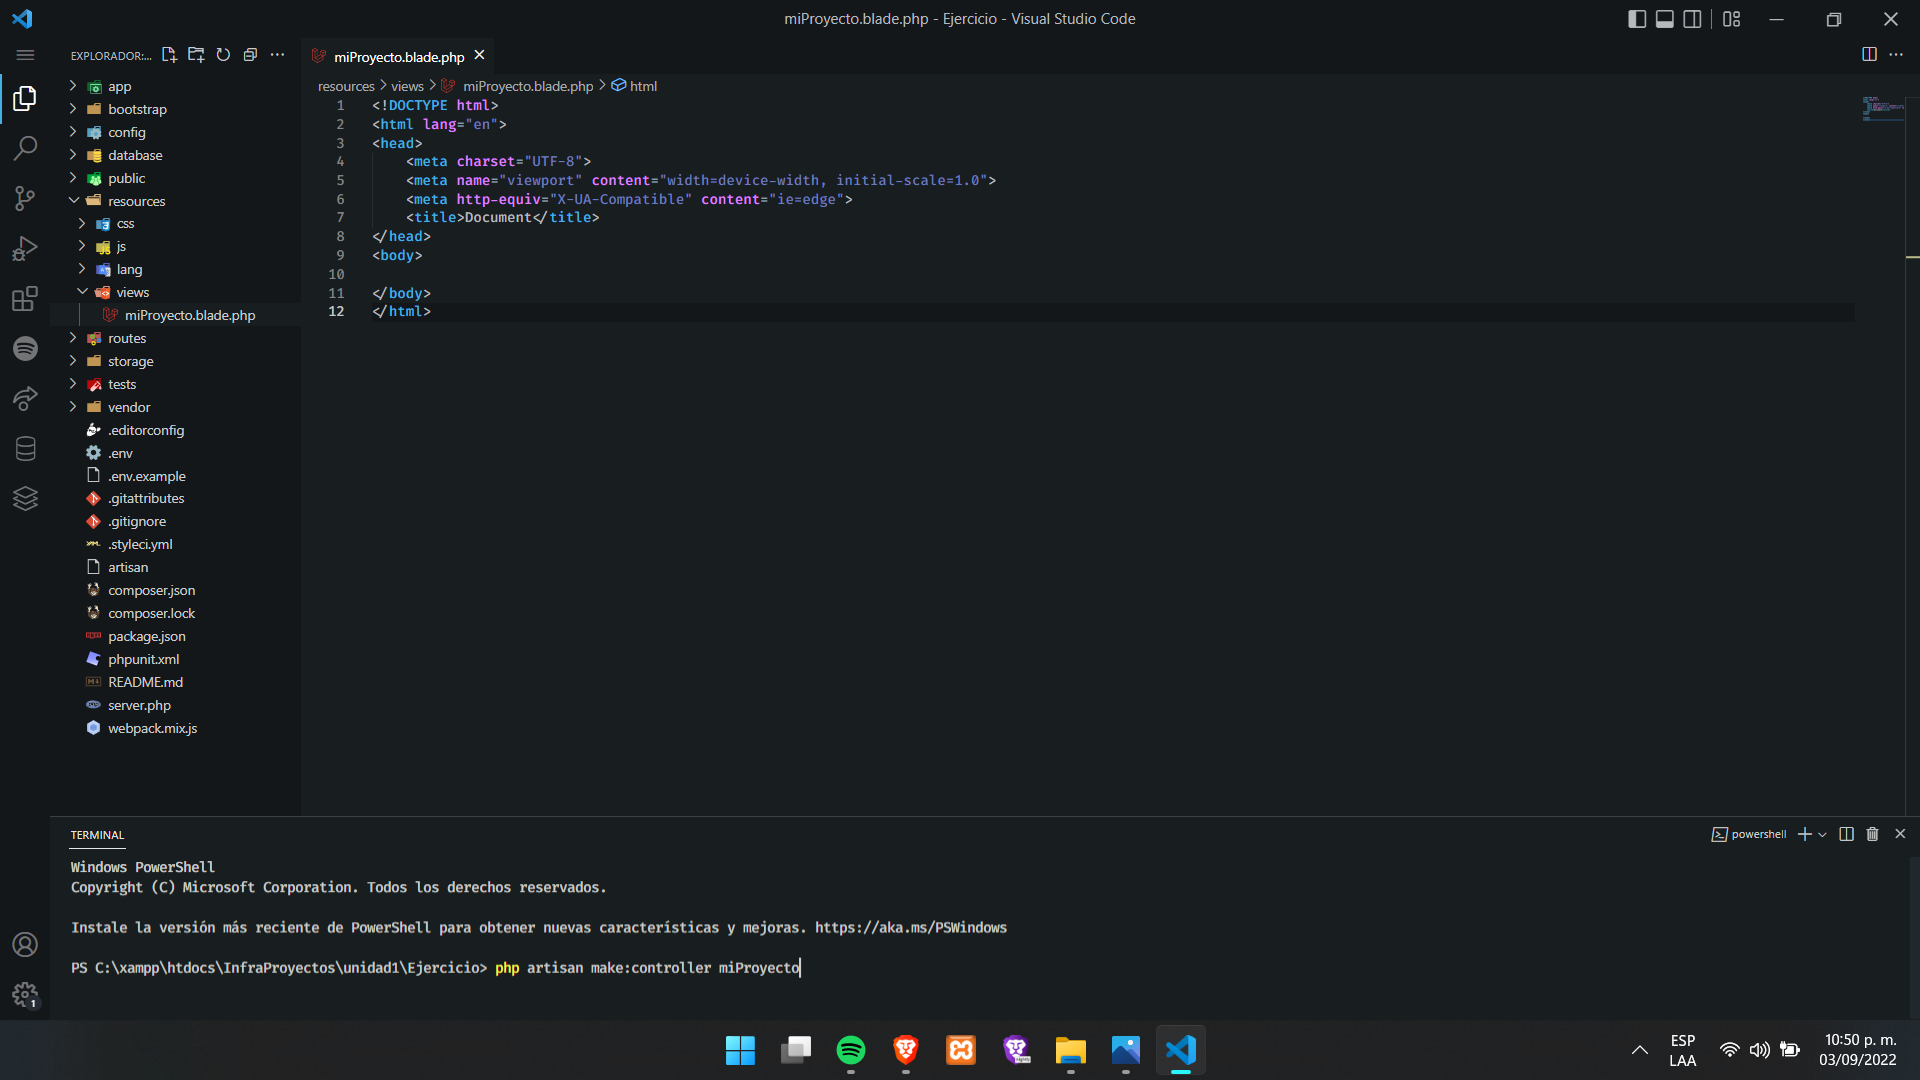 miProyecto.blade.php - Ejercicio - Visual Studio Code
EXPLORADOR:...
app
bootstrap
config
database
public
resources
css
js
lang
views
miProyecto.blade.php
routes
storage
tests
vendor
.editorconfig
.env
.env.example
.gitattributes
.gitignore
.styleci.yml
artisan
composer.json
composer.lock
package.json
phpunit.xml
README.md
server.php
webpack.mix.js
1
miProyecto.blade.php
resources > views > miProyecto.blade.php > html
1 <!DOCTYPE html>
2 <html lang="en">
3 <head>
4 <meta charset="UTF-8">
5 <meta name="viewport" content="width=device-width, initial-scale=1.0">
6 <meta http-equiv="X-UA-Compatible" content="ie=edge">
7 <title>Document</title>
8 </head>
9 <body>
10
11 </body>
12 </html>
TERMINAL
powershell
Windows PowerShell
Copyright (C) Microsoft Corporation. Todos los derechos reservados.
Instale la versión más reciente de PowerShell para obtener nuevas características y mejoras. https://aka.ms/PSWindows
PS C:\xampp\htdocs\InfraProyectos\unidad1\Ejercicio> php artisan make:controller miProyecto
ESP
LAA
10:50 p. m.
03/09/2022